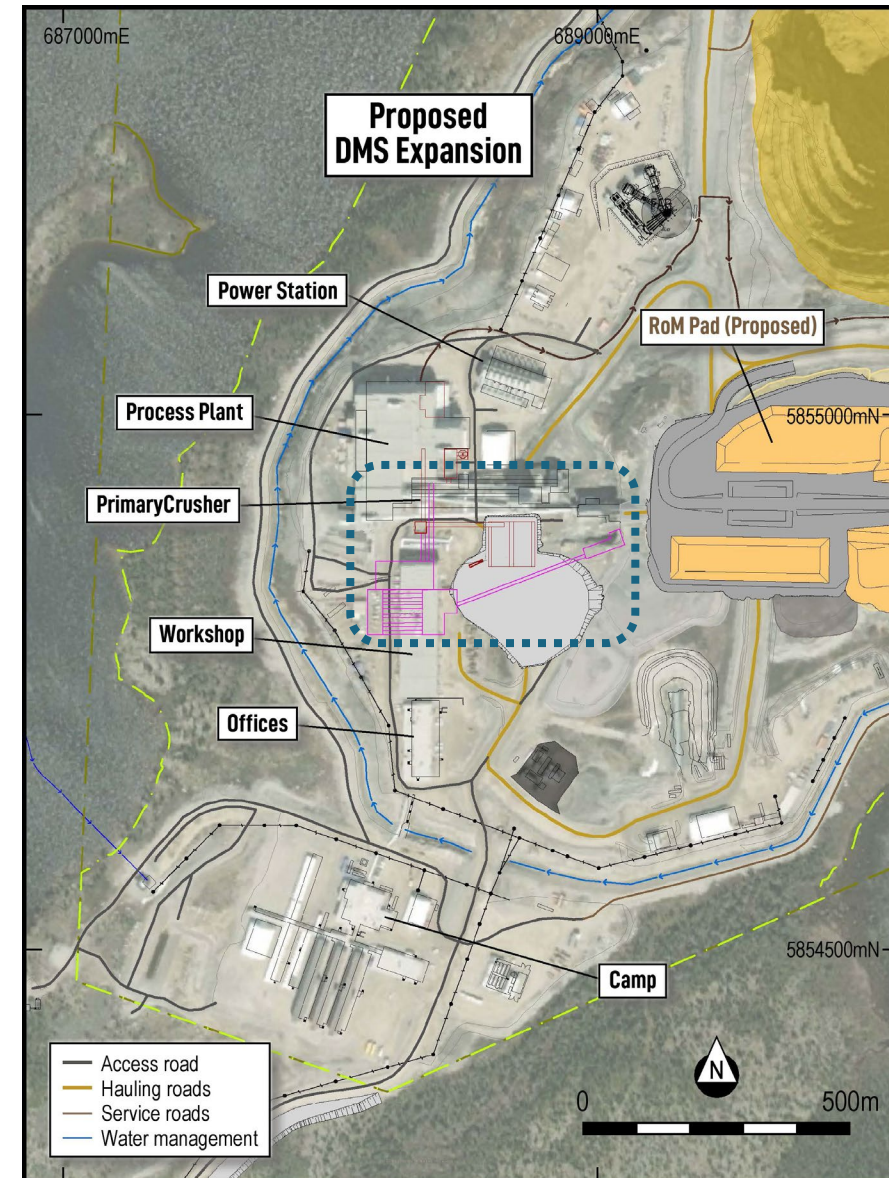 687000mE
689000mE
Proposed
DMS Expansion
Power Station
RoM Pad (Proposed)
Process Plant
5855000mN
PrimaryCrusher
Workshop
Offices
5854500mN
Camp
Access road
Hauling roads
Service roads
Water management
N
0
500m